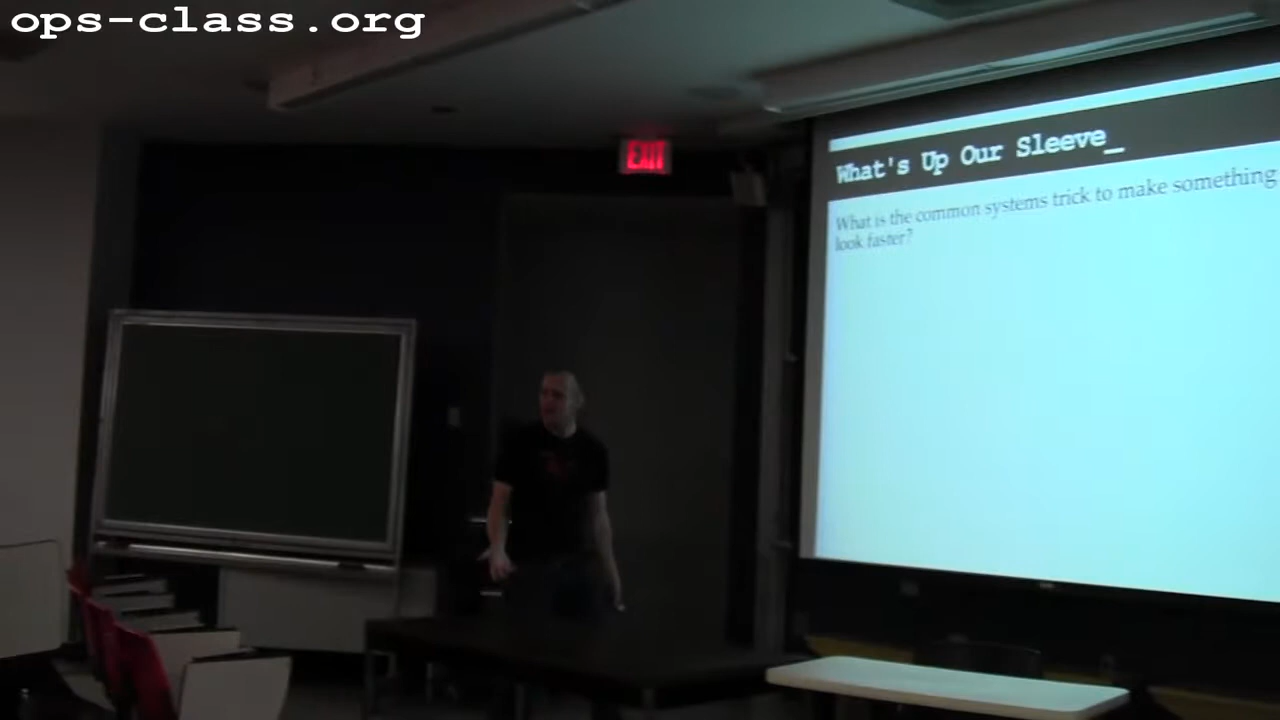 ops-class.org
EXIT
What's Up Our Sleeve_
What is the common systems trick to make something
look faster?